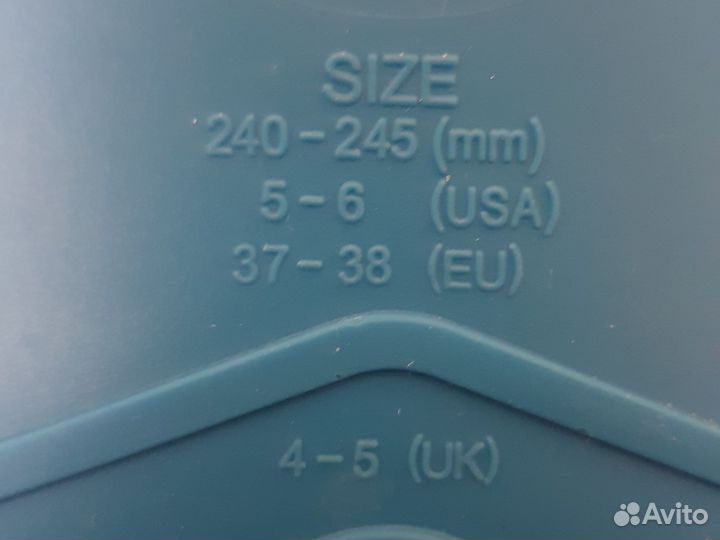 SIZE
240-245 (mm)
5-6 (USA)
37-38 (EU)
4-5 (UK)
Avito